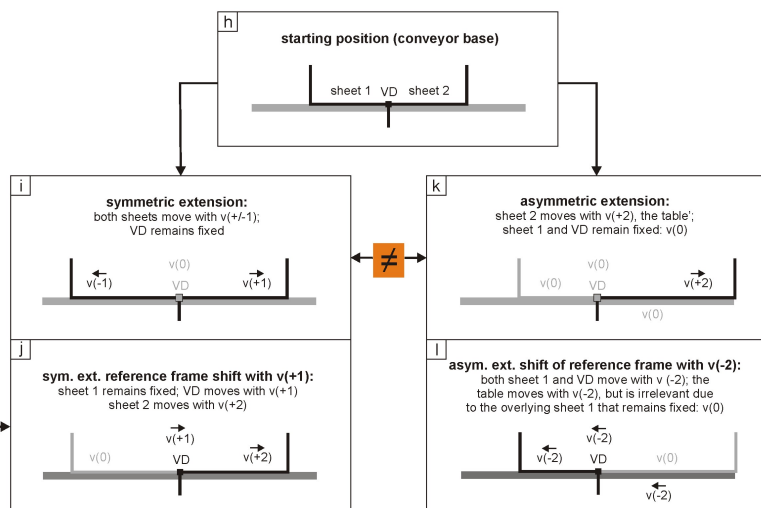 h
starting position (conveyor base)
sheet 1 VD sheet 2
i
symmetric extension:
both sheets move with v(+/-1);
VD remains fixed
v(0)
v(-1) VD v(+1)
≠
k
asymmetric extension:
sheet 2 moves with v(+2), the table';
sheet 1 and VD remain fixed: v(0)
v(0)
v(0) VD v(+2)
v(0)
j
sym. ext. reference frame shift with v(+1):
sheet 1 remains fixed; VD moves with v(+1)
sheet 2 moves with v(+2)
v(+1)
v(0) VD v(+2)
l
asym. ext. shift of reference frame with v(-2):
both sheet 1 and VD move with v (-2); the
table moves with v(-2), but is irrelevant due
to the overlying sheet 1 that remains fixed: v(0)
v(-2)
v(-2) VD v(0)
v(-2)